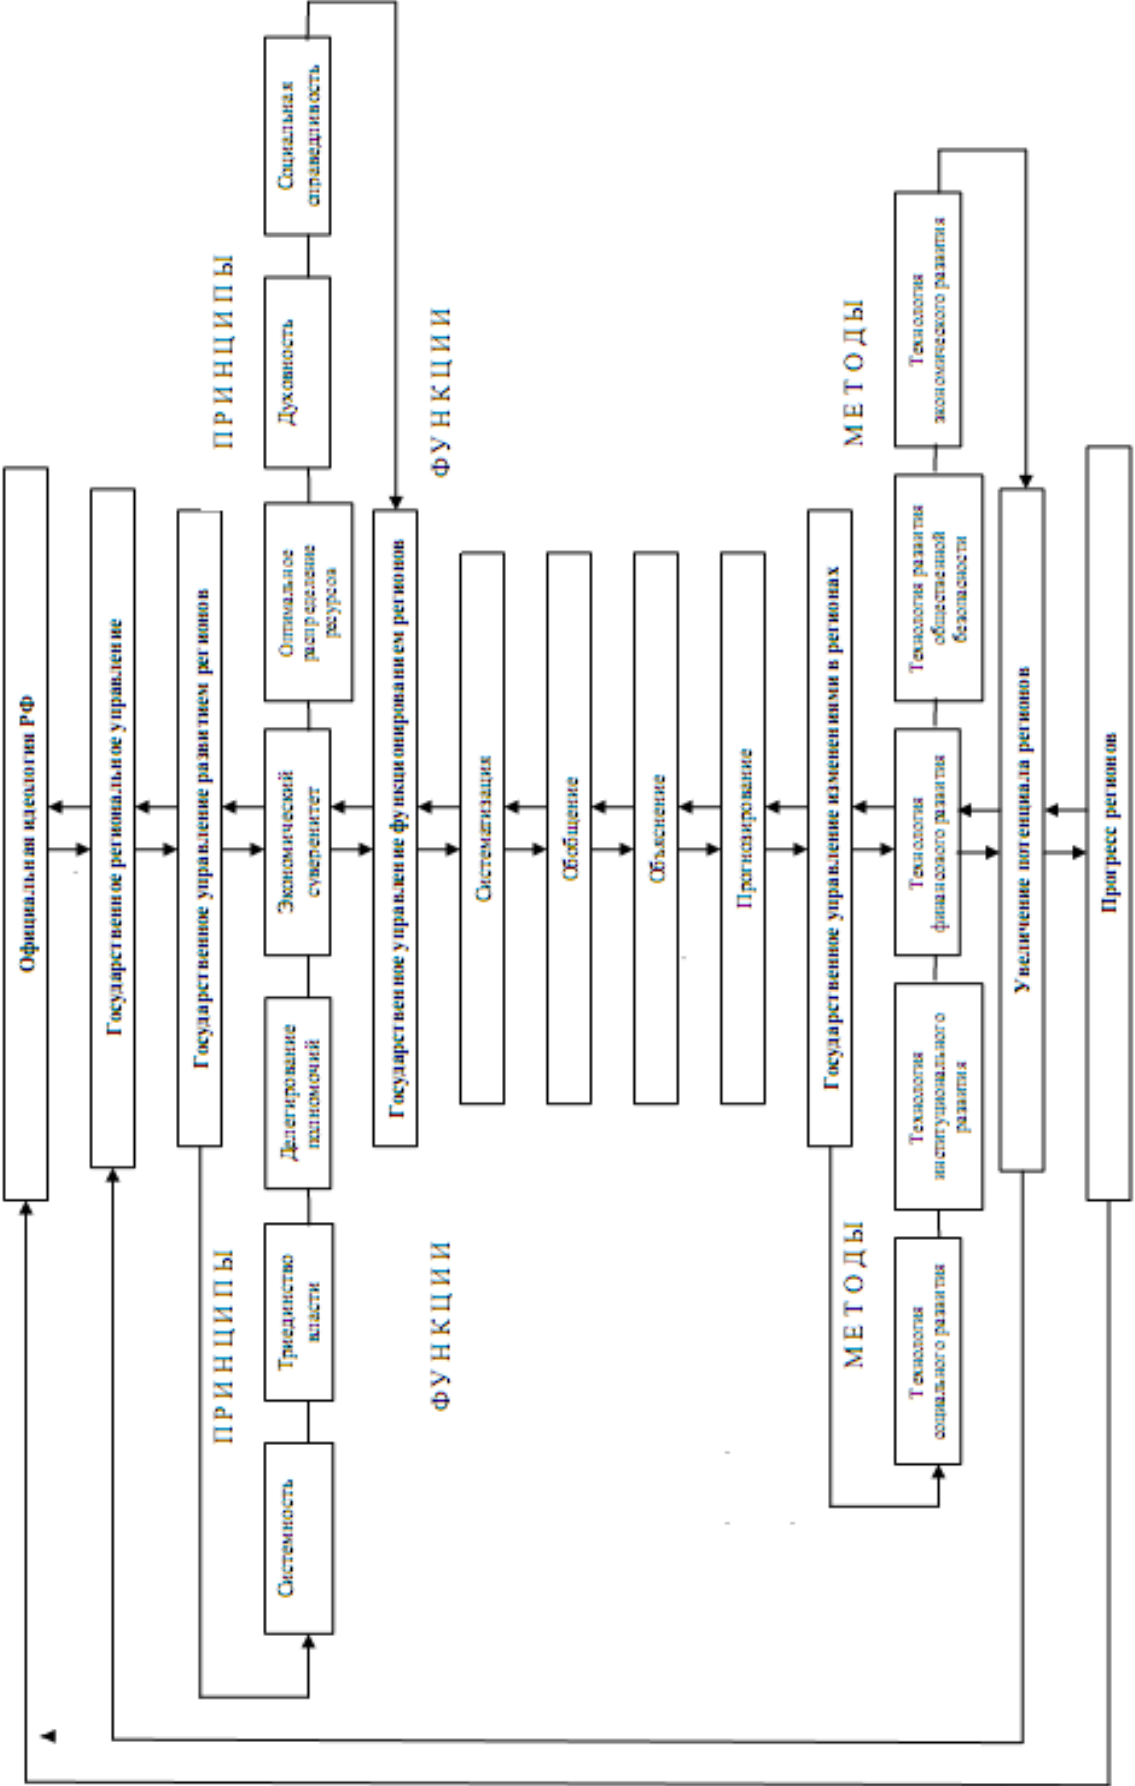 Официальная идеология РФ
Государственное региональное управление
Государственное управление развитием регионов
ПРИНЦИПЫ
ПРИНЦИПЫ
Системность
Триединство
власти
Делегирование
полномочий
Экономический
суверенитет
Оптимальное
распределение
ресурсов
Духовность
Социальная
справедливость
Государственное управление функционированием регионов
ФУНКЦИИ
ФУНКЦИИ
Систематизация
Обобщение
Объяснение
Прогнозирование
Государственное управление изменениями в регионах
МЕТОДЫ
МЕТОДЫ
Технология
социального развития
Технология
институционального
развития
Технология
финансового развития
Технология развития
общественной
безопасности
Технология
экономического развития
Увеличение потенциала регионов
Прогресс регионов